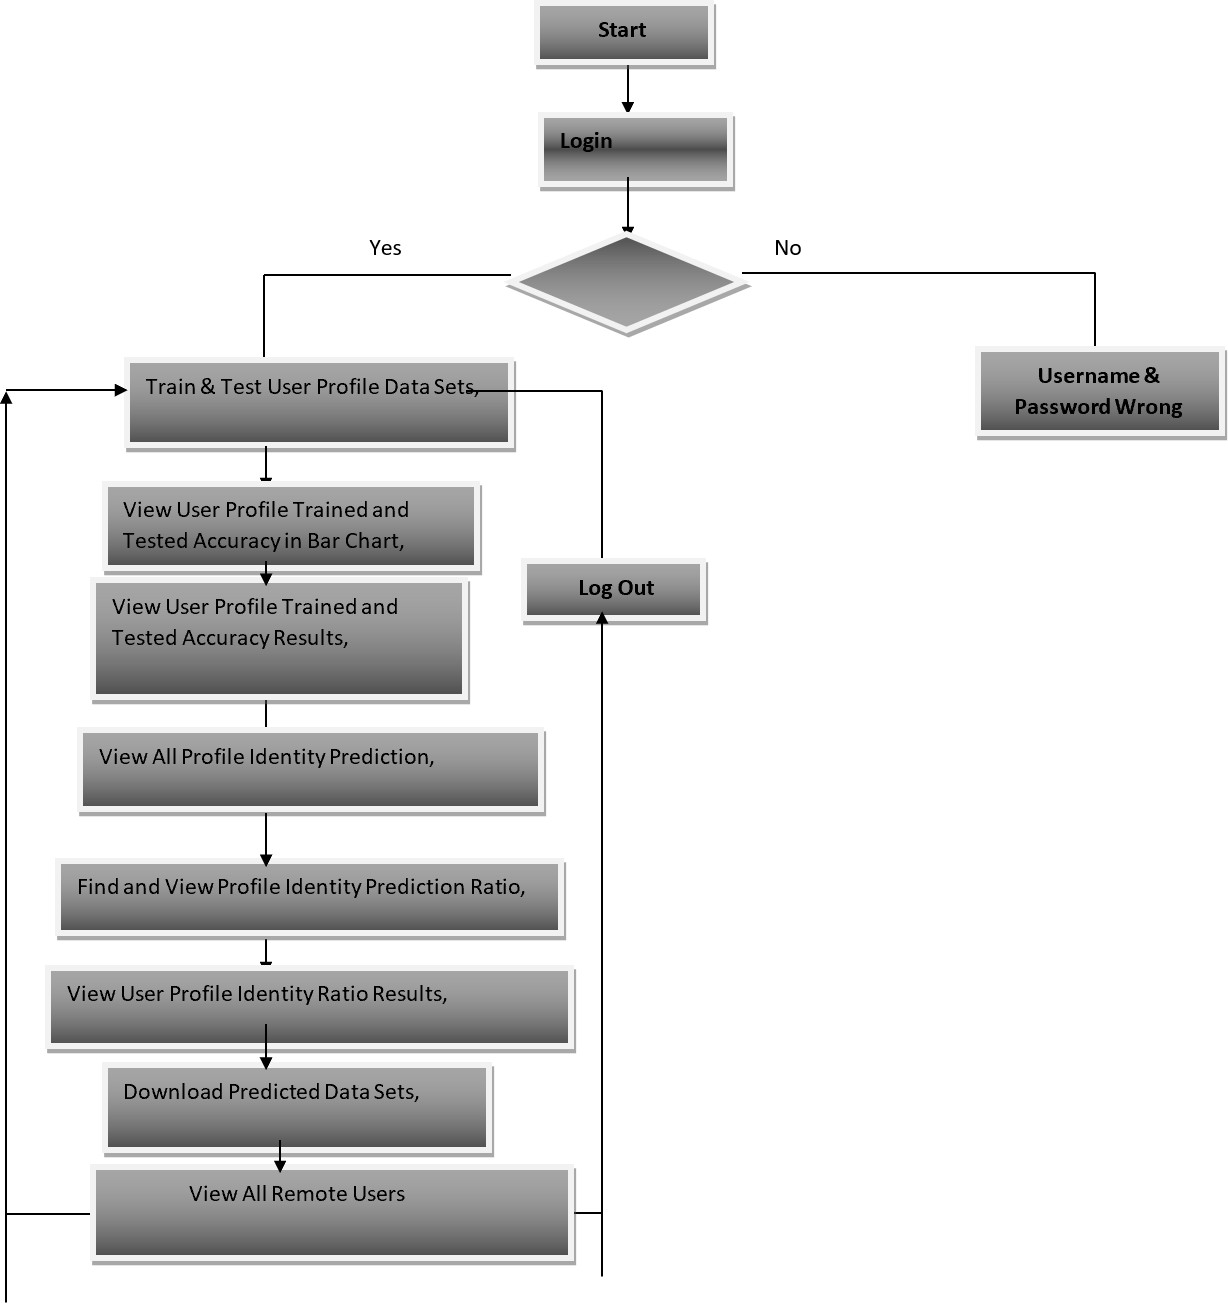 Start
Login
Yes
No
Train & Test User Profile Data Sets,
Username &
Password Wrong
View User Profile Trained and
Tested Accuracy in Bar Chart,
Log Out
View User Profile Trained and
Tested Accuracy Results,
View All Profile Identity Prediction,
Find and View Profile Identity Prediction Ratio,
View User Profile Identity Ratio Results,
Download Predicted Data Sets,
View All Remote Users